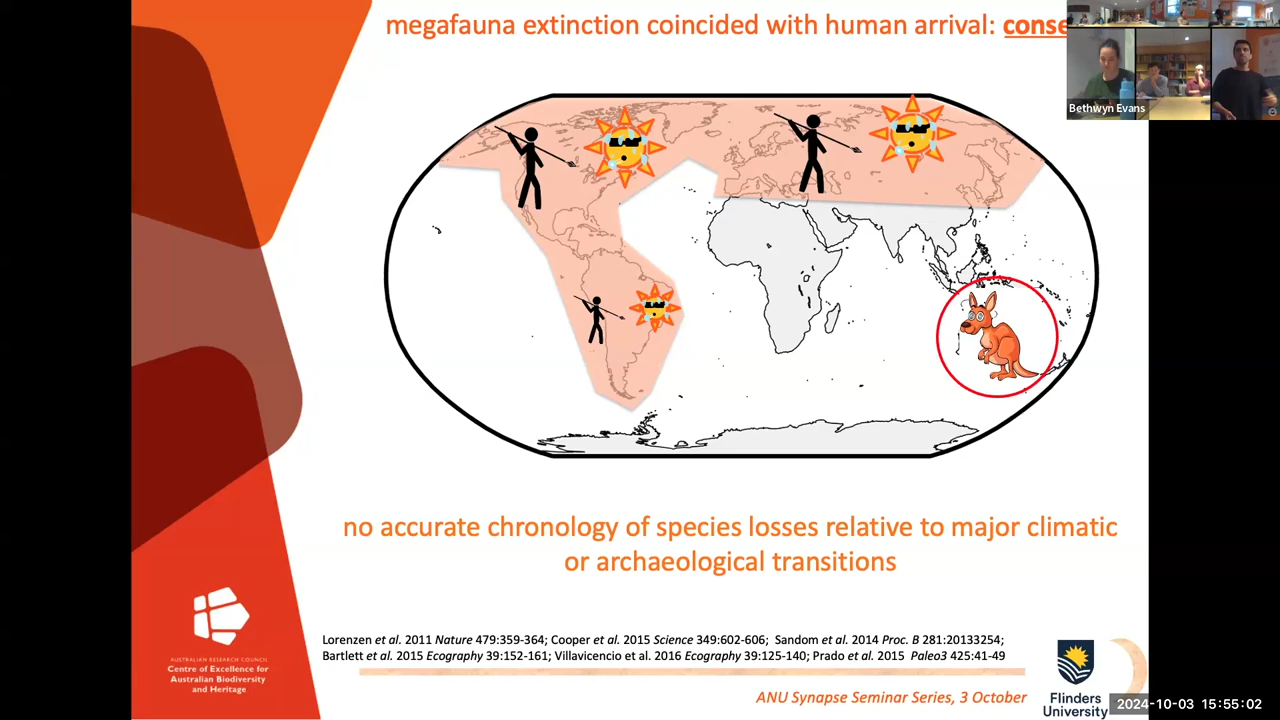 megafauna extinction coincided with human arrival: conse
Bethwyn Evans
no accurate chronology of species losses relative to major climatic
or archaeological transitions
Lorenzen et al. 2011 Nature 479:359-364; Cooper et al. 2015 Science 349:602-606; Sandom et al. 2014 Proc. B 281:20133254;
Bartlett et al. 2015 Ecography 39:152-161; Villavicencio et al. 2016 Ecography 39:125-140; Prado et al. 2015 Paleo3 425:41-49
AUSTRALIAN RESEARCH COUNCIL
Centre of Excellence for
Australian Biodiversity
and Heritage
ANU Synapse Seminar Series, 3 October
Flinders
University
2024-10-03 15:55:02